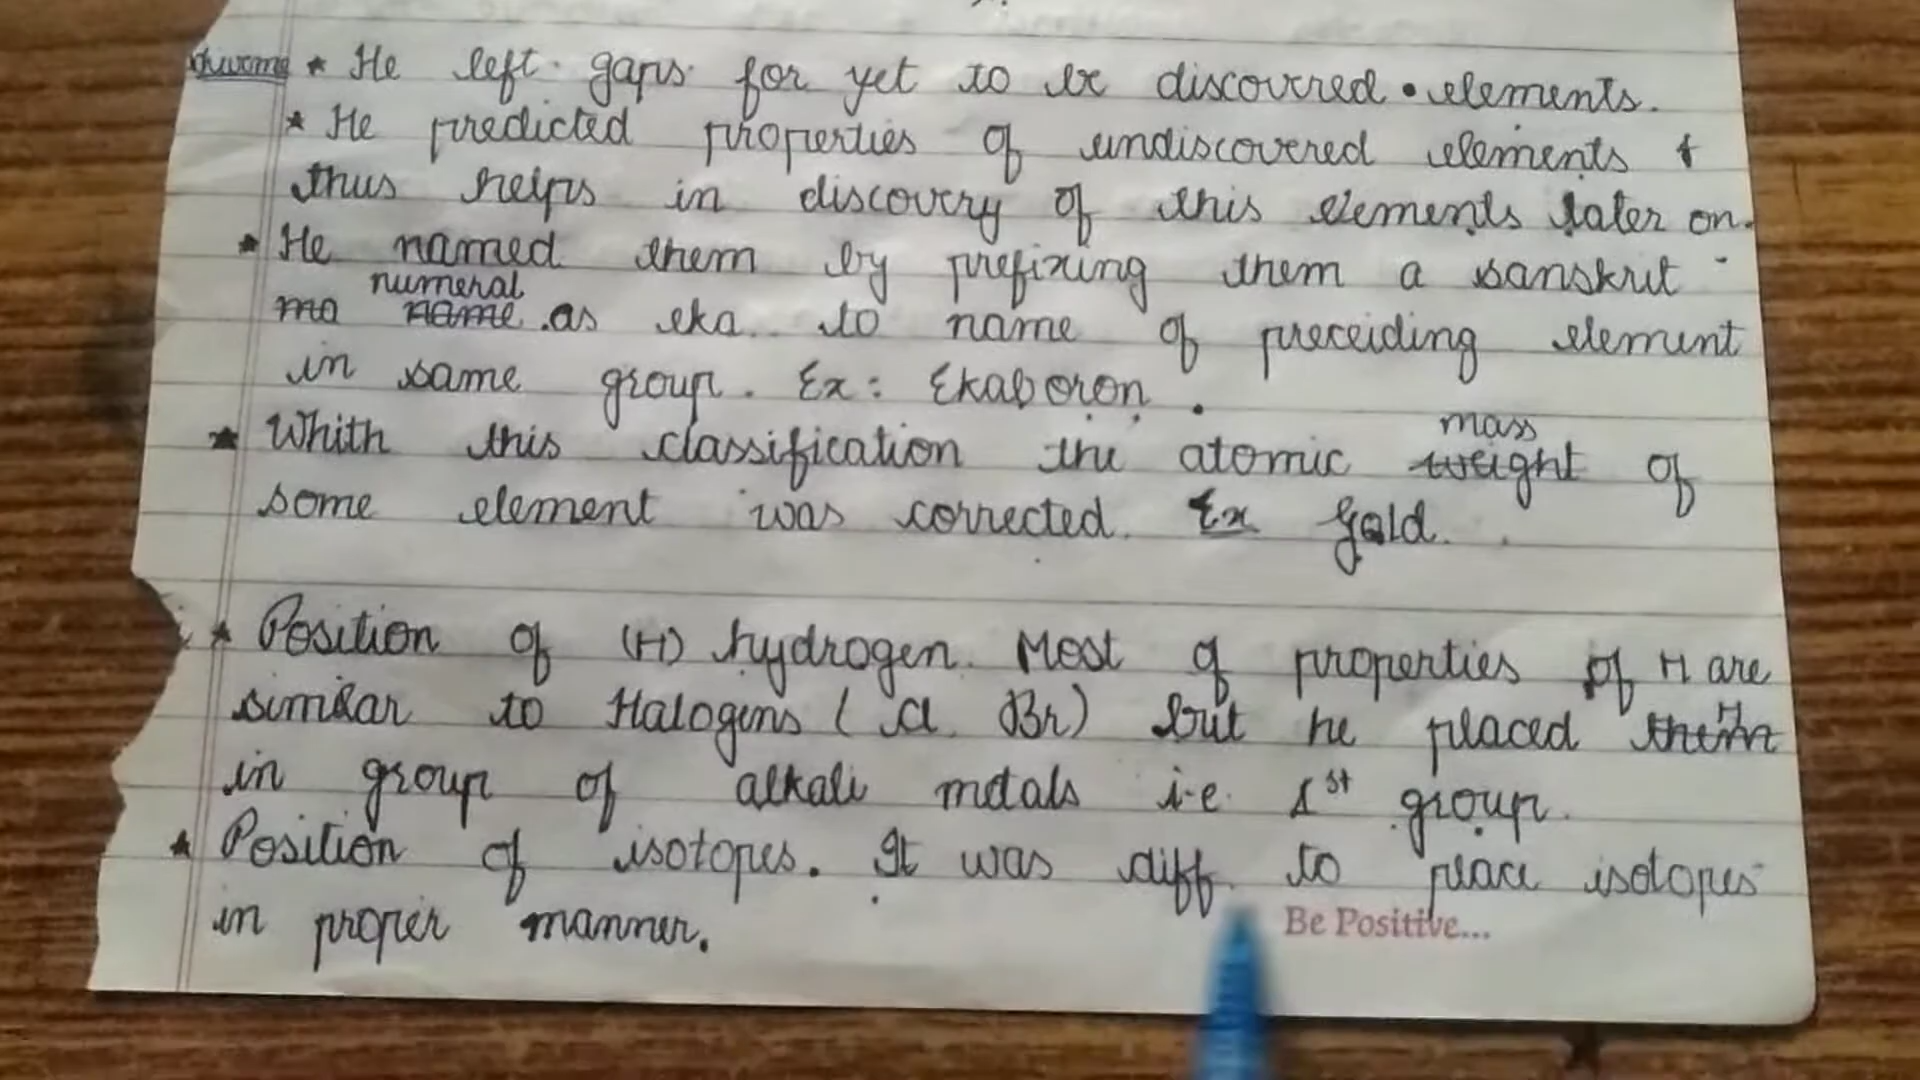 ★ He left gaps for yet to be discovered elements.
★ He predicted properties of undiscovered elements &
thus helps in discovery of this elements later on.
★ He named them by prefixing them a sanskrit
numeral
no name as eka to name of preceiding element
in same group. Ex: Ekaboron.
mass
★ Whith this classification the atomic weight of
some element was corrected. Ex Gold.
★ Position of (H) hydrogen. Most of properties of H are
H
similar to Halogens (Cl Br) but he placed them
in group of alkali metals i.e. 1st group.
★ Position of isotopes. It was diff. to place isotopes
in proper manner.
Be Positive...